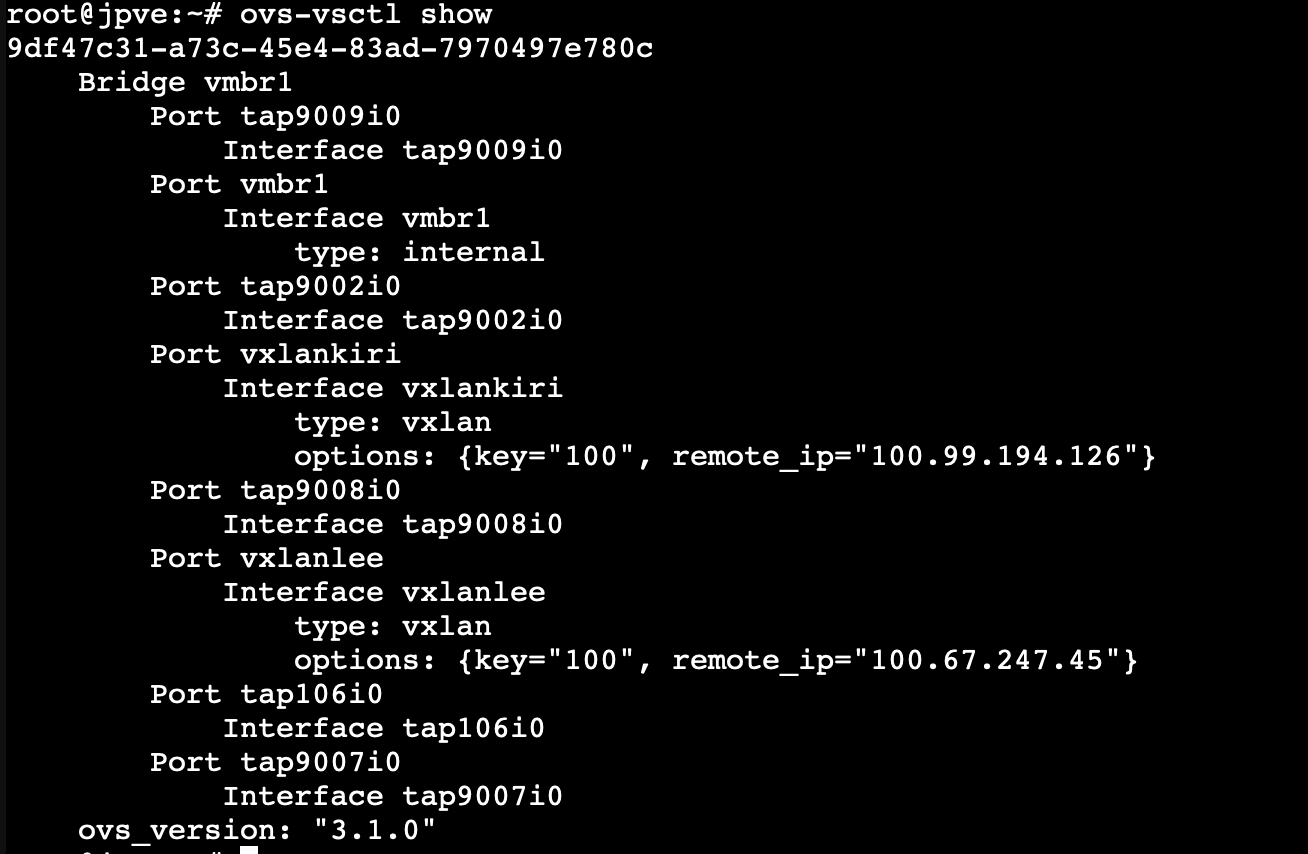 root@jpve:~# ovs-vsctl show
9df47c31-a73c-45e4-83ad-7970497e780c
    Bridge vmbr1
        Port tap9009i0
            Interface tap9009i0
        Port vmbr1
            Interface vmbr1
                type: internal
        Port tap9002i0
            Interface tap9002i0
        Port vxlankiri
            Interface vxlankiri
                type: vxlan
                options: {key="100", remote_ip="100.99.194.126"}
        Port tap9008i0
            Interface tap9008i0
        Port vxlanlee
            Interface vxlanlee
                type: vxlan
                options: {key="100", remote_ip="100.67.247.45"}
        Port tap106i0
            Interface tap106i0
        Port tap9007i0
            Interface tap9007i0
    ovs_version: "3.1.0"